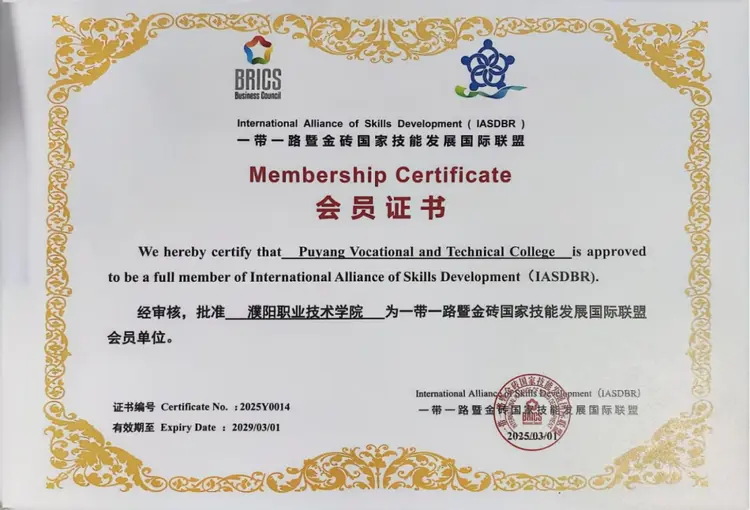 BRICS
Business Council
International Alliance of Skills Development ( IASDBR )
一带一路暨金砖国家技能发展国际联盟
Membership Certificate
会员证书
We hereby certify that Puyang Vocational and Technical College is approved
to be a full member of International Alliance of Skills Development（IASDBR).
经审核，批准 濮阳职业技术学院 为一带一路暨金砖国家技能发展国际联盟
会员单位。
证书编号 Certificate No. : 2025Y0014
有效期至 Expiry Date : 2029/03/01
International Alliance of Skills Development (IASDBR)
一带一路暨金砖国家技能发展国际联盟
2025/03/01